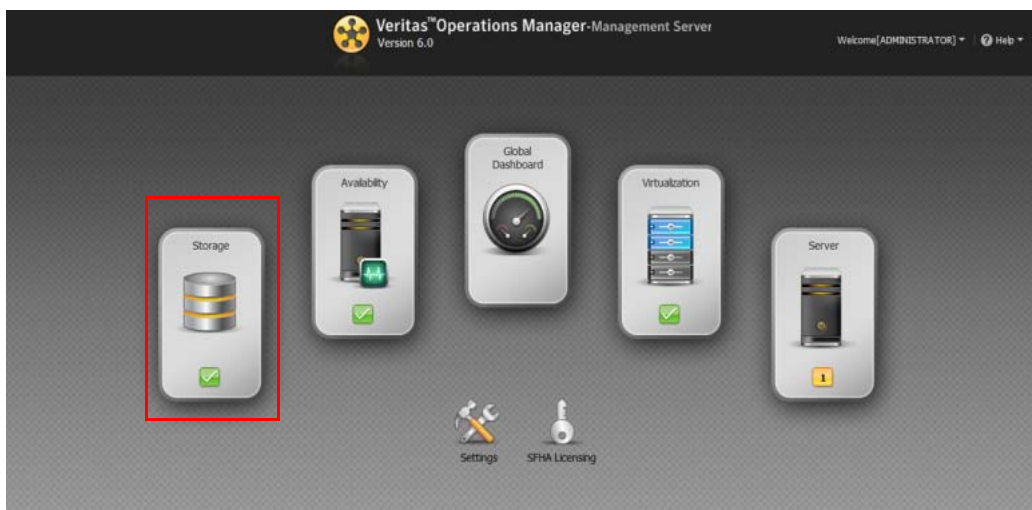 Veritas™Operations Manager-Management Server
Version 6.0
Welcome[ADMINISTRATOR]
Help
Global
Dashboard
Availability
Virtualization
Storage
Server
1
Settings
SFHA Licensing